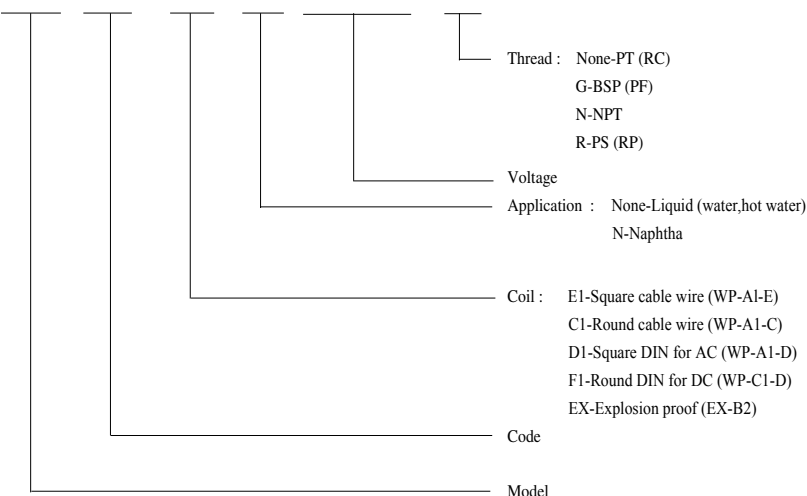 Thread : None-PT (RC)
G-BSP (PF)
N-NPT
R-PS (RP)
Voltage
Application : None-Liquid (water,hot water)
N-Naphtha
Coil : E1-Square cable wire (WP-Al-E)
C1-Round cable wire (WP-A1-C)
D1-Square DIN for AC (WP-A1-D)
F1-Round DIN for DC (WP-C1-D)
EX-Explosion proof (EX-B2)
Code
Model